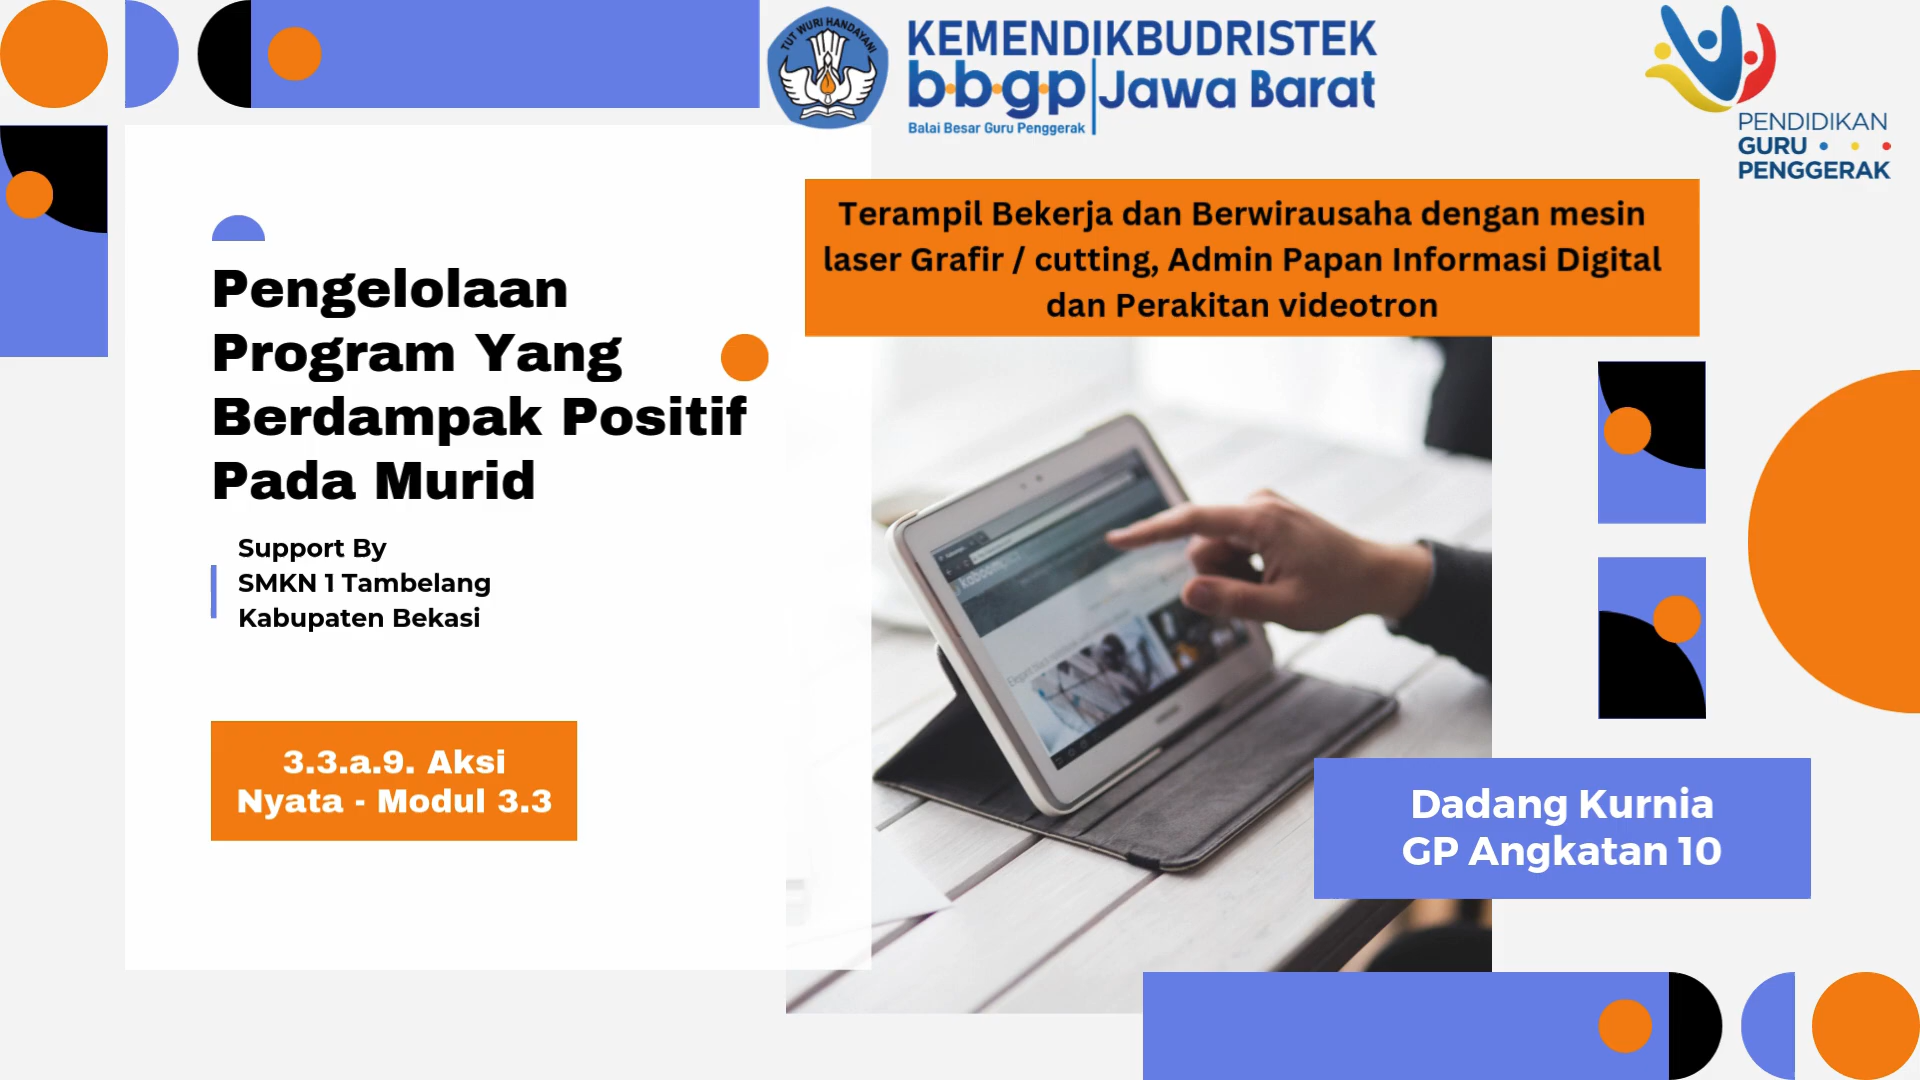 TUT WURI HANDAYANI
KEMENDIKBUDRISTEK
bbgp Jawa Barat
Balai Besar Guru Penggerak
PENDIDIKAN
GURU
PENGGERAK
Terampil Bekerja dan Berwirausaha dengan mesin
laser Grafir / cutting, Admin Papan Informasi Digital
dan Perakitan videotron
Pengelolaan
Program Yang
Berdampak Positif
Pada Murid
Support By
SMKN 1 Tambelang
Kabupaten Bekasi
3.3.a.9. Aksi
Nyata - Modul 3.3
Dadang Kurnia
GP Angkatan 10